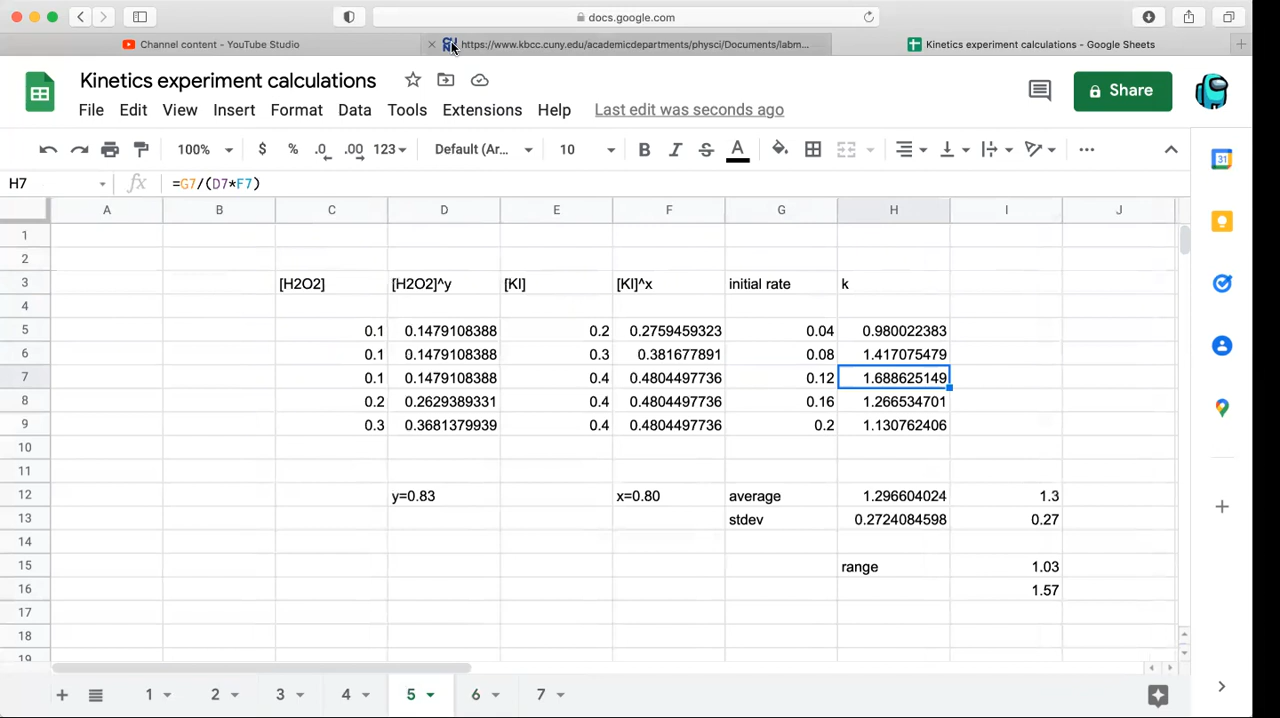 docs.google.com
Channel content - YouTube Studio
https://www.kbcc.cuny.edu/academicdepartments/physci/Documents/labm...
Kinetics experiment calculations - Google Sheets
Kinetics experiment calculations
File Edit View Insert Format Data Tools Extensions Help Last edit was seconds ago
Share
100% $ % .0 .00 123 Default (Ar... 10 B I S A
31
H7 fx =G7/(D7*F7)
A B C D E F G H I J
1
2
3 [H2O2] [H2O2]^y [KI] [KI]^x initial rate k
4
5 0.1 0.1479108388 0.2 0.2759459323 0.04 0.980022383
6 0.1 0.1479108388 0.3 0.381677891 0.08 1.417075479
7 0.1 0.1479108388 0.4 0.4804497736 0.12 1.688625149
8 0.2 0.2629389331 0.4 0.4804497736 0.16 1.266534701
9 0.3 0.3681379939 0.4 0.4804497736 0.2 1.130762406
10
11
12 y=0.83 x=0.80 average 1.296604024 1.3
13 stdev 0.2724084598 0.27
14
15 range 1.03
16 1.57
17
18
19
1 2 3 4 5 6 7